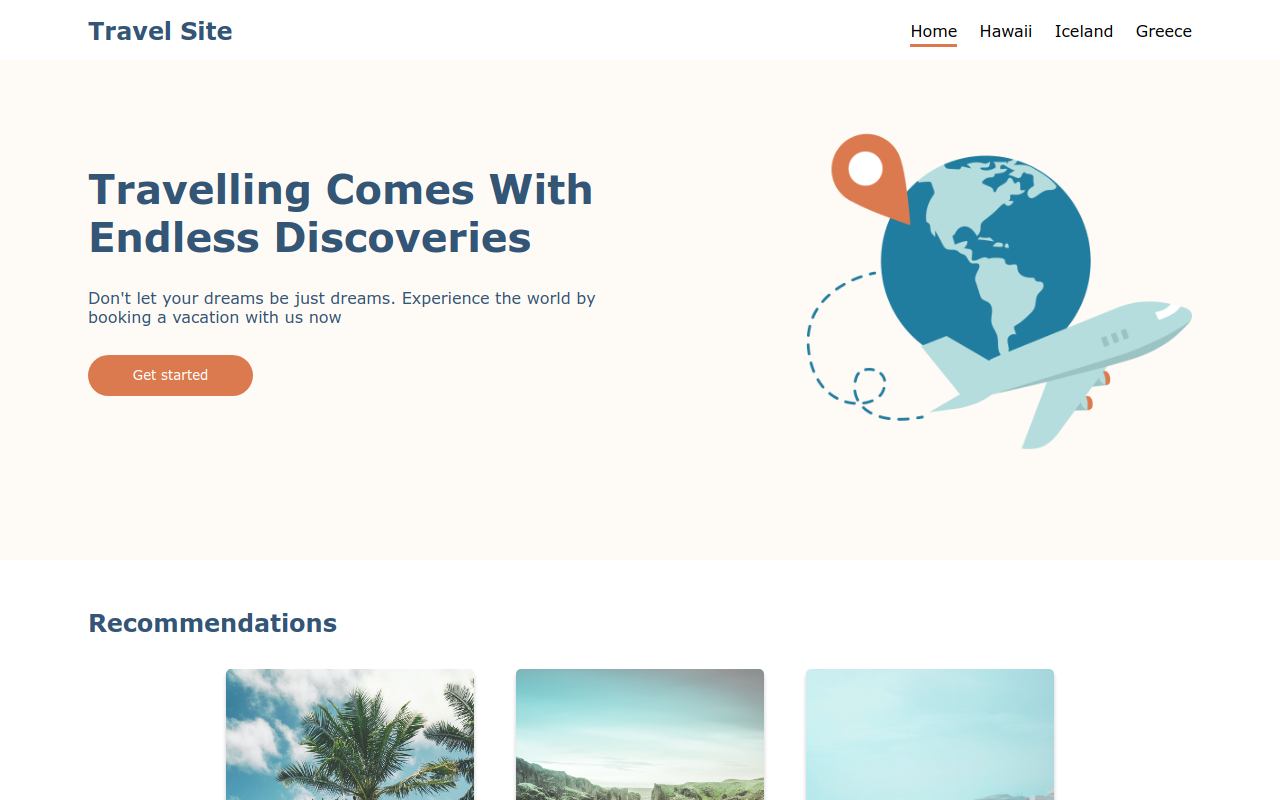 Travel Site
Home Hawaii Iceland Greece
Travelling Comes With
Endless Discoveries
Don't let your dreams be just dreams. Experience the world by
booking a vacation with us now
Get started
Recommendations